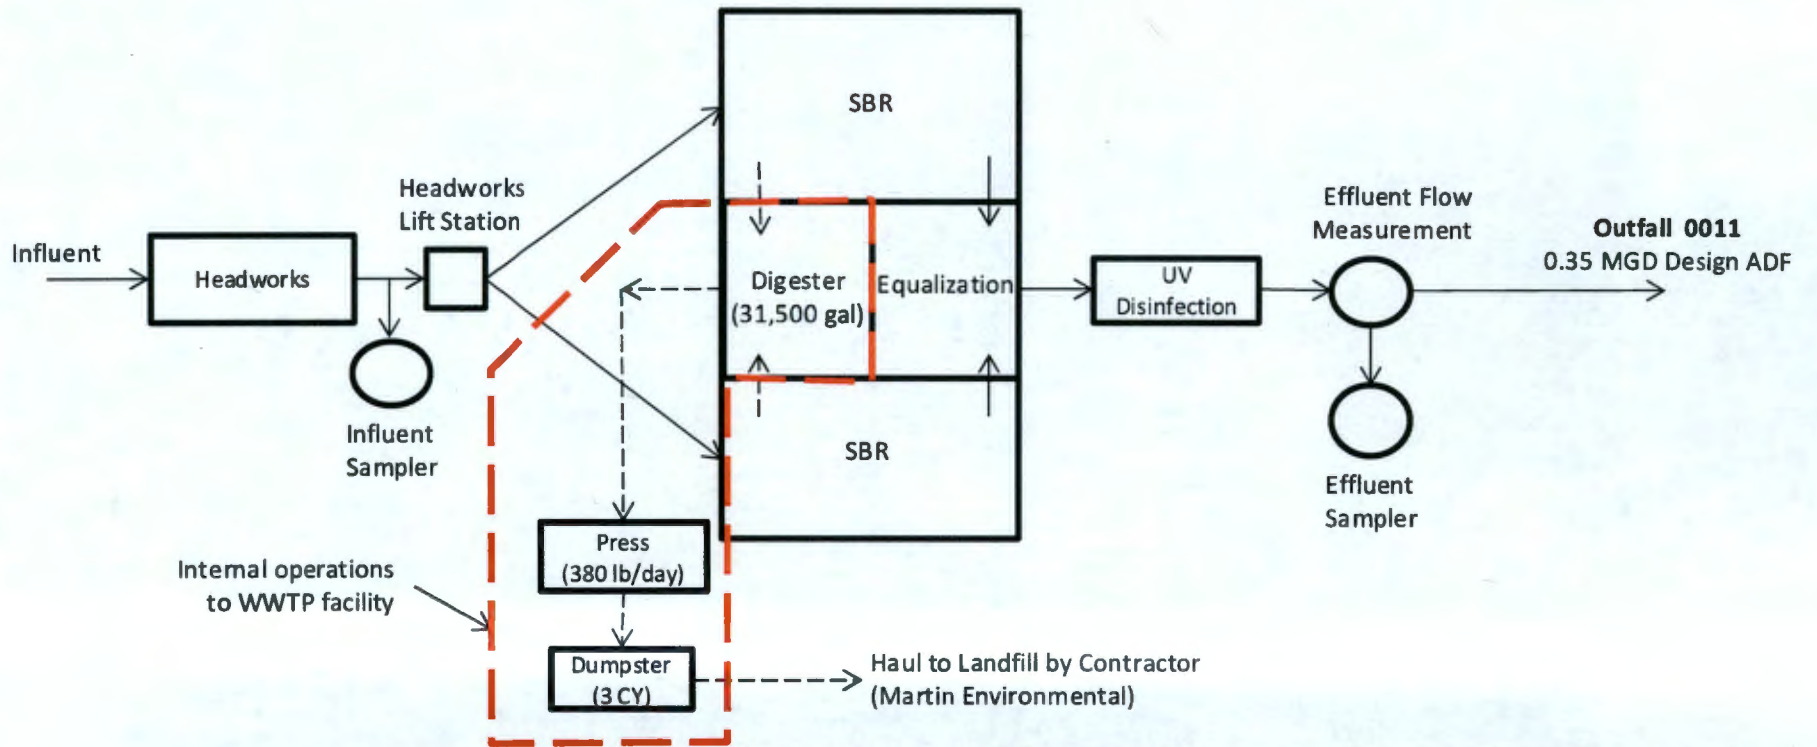 SBR
Headworks
Lift Station
Influent
Headworks
Influent
Sampler
Digester
(31,500 gal)
Equalization
UV
Disinfection
Effluent Flow
Measurement
Outfall 0011
0.35 MGD Design ADF
Effluent
Sampler
SBR
Press
(380 lb/day)
Internal operations
to WWTP facility
Dumpster
(3 CY)
Haul to Landfill by Contractor
(Martin Environmental)